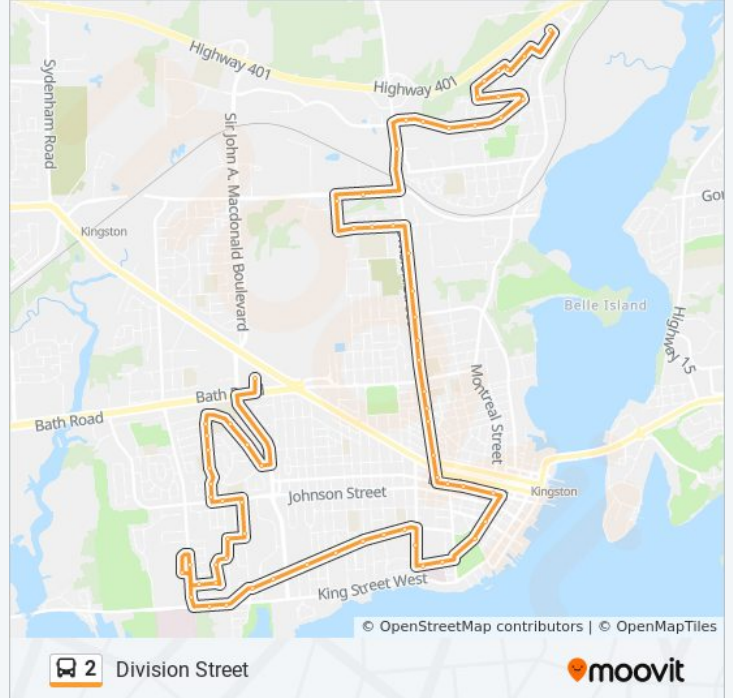 Highway 401
Highway 401
Sydenham Road
Sir John A. Macdonald Boulevard
Kingston
Belle Island
Highway 15
Montreal Street
Bath
Bath Road
Johnson Street
Kingston
King Street West
© OpenStreetMap contributors | © OpenMapTiles
2 Division Street
moovit